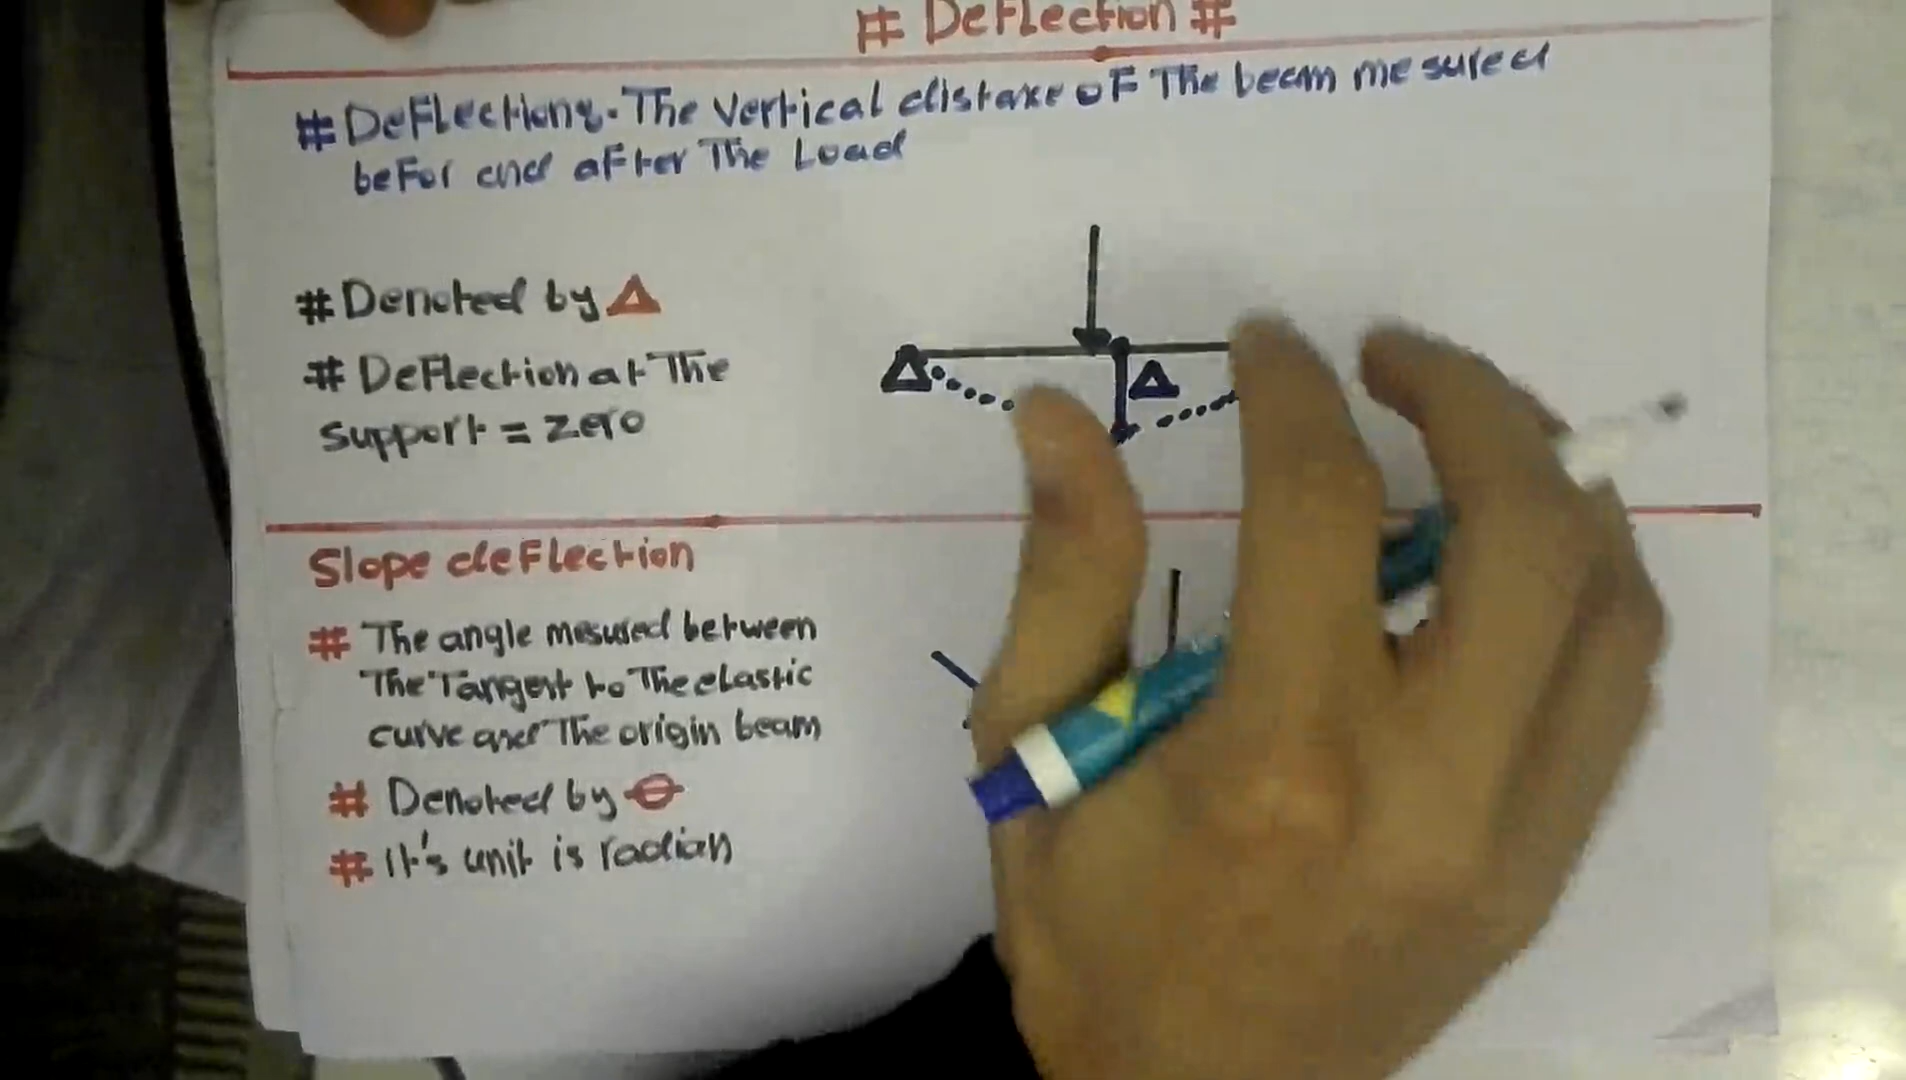 # DeFlection #
# DeFlection:- The vertical distance oF The beam mesured
beFor and aFter The Load
# Denoted by Δ
# DeFlection at The
support = zero
Δ
Slope deFlection
# The angle mesused between
The Tangest to The elastic
curve and The origin beam
# Denoted by Θ
# It's unit is radian